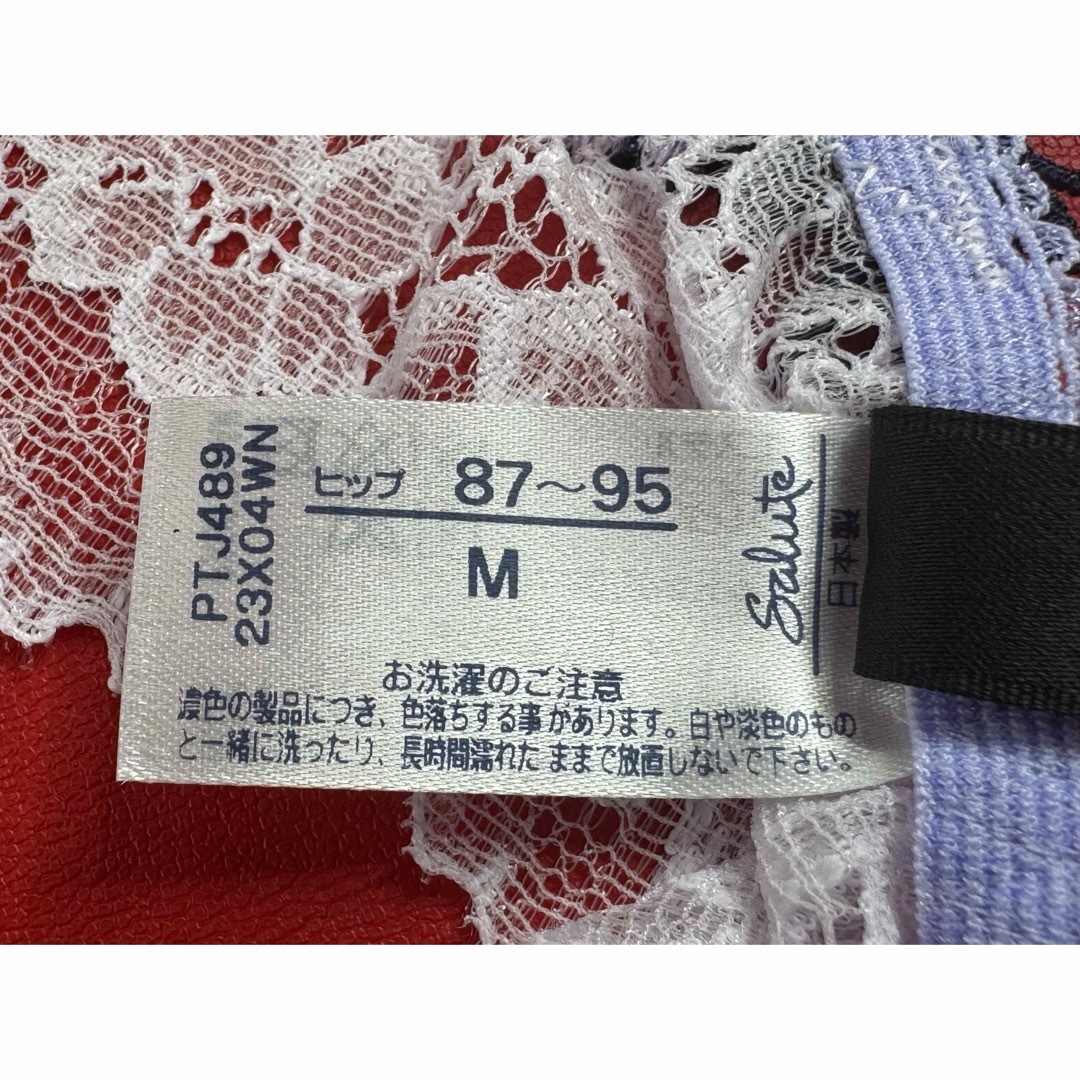 PTJ489
23X04WN
ヒップ 87～95
M
Salute
日本製
お洗濯のご注意
濃色の製品につき、色落ちする事があります。白や淡色のもの
と一緒に洗ったり、長時間濡れたままで放置しないで下さい。